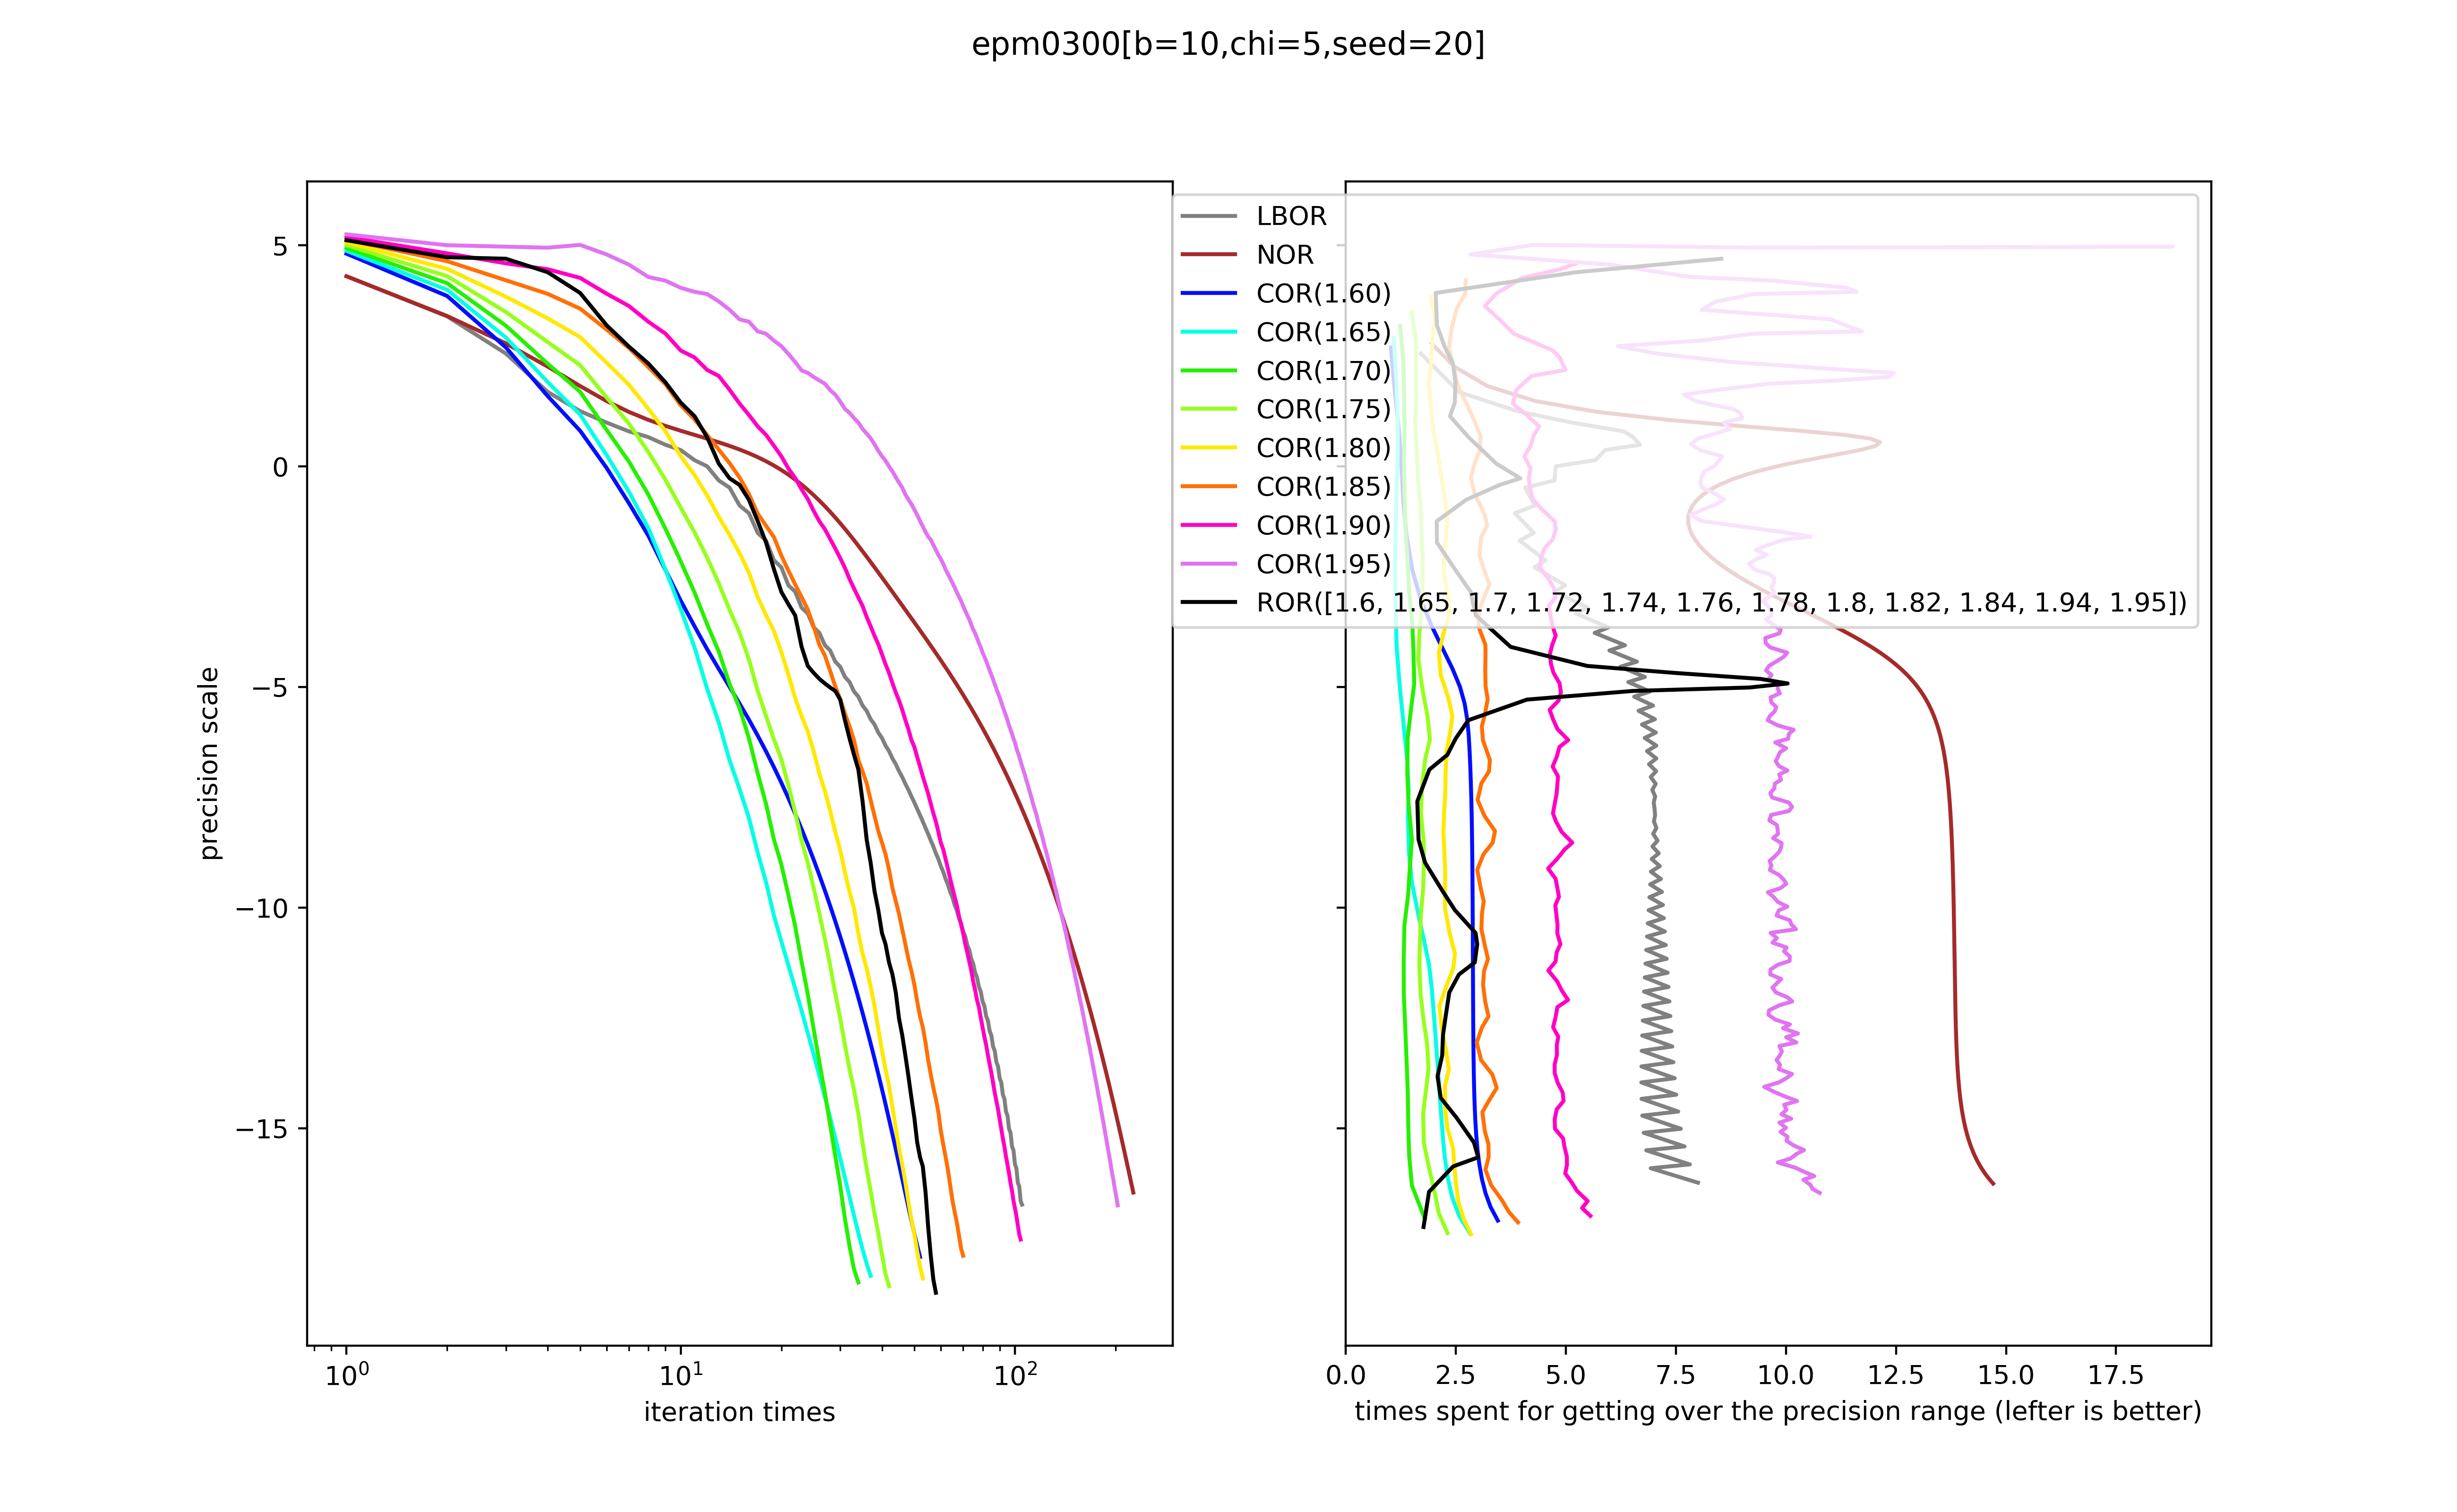 epm0300[b=10,chi=5,seed=20]
LBOR
NOR
COR(1.60)
COR(1.65)
COR(1.70)
COR(1.75)
COR(1.80)
COR(1.85)
COR(1.90)
COR(1.95)
ROR([1.6, 1.65, 1.7, 1.72, 1.74, 1.76, 1.78, 1.8, 1.82, 1.84, 1.94, 1.95])
5
0
−5
−10
−15
precision scale
10⁰ 10¹ 10²
iteration times
0.0 2.5 5.0 7.5 10.0 12.5 15.0 17.5
times spent for getting over the precision range (lefter is better)